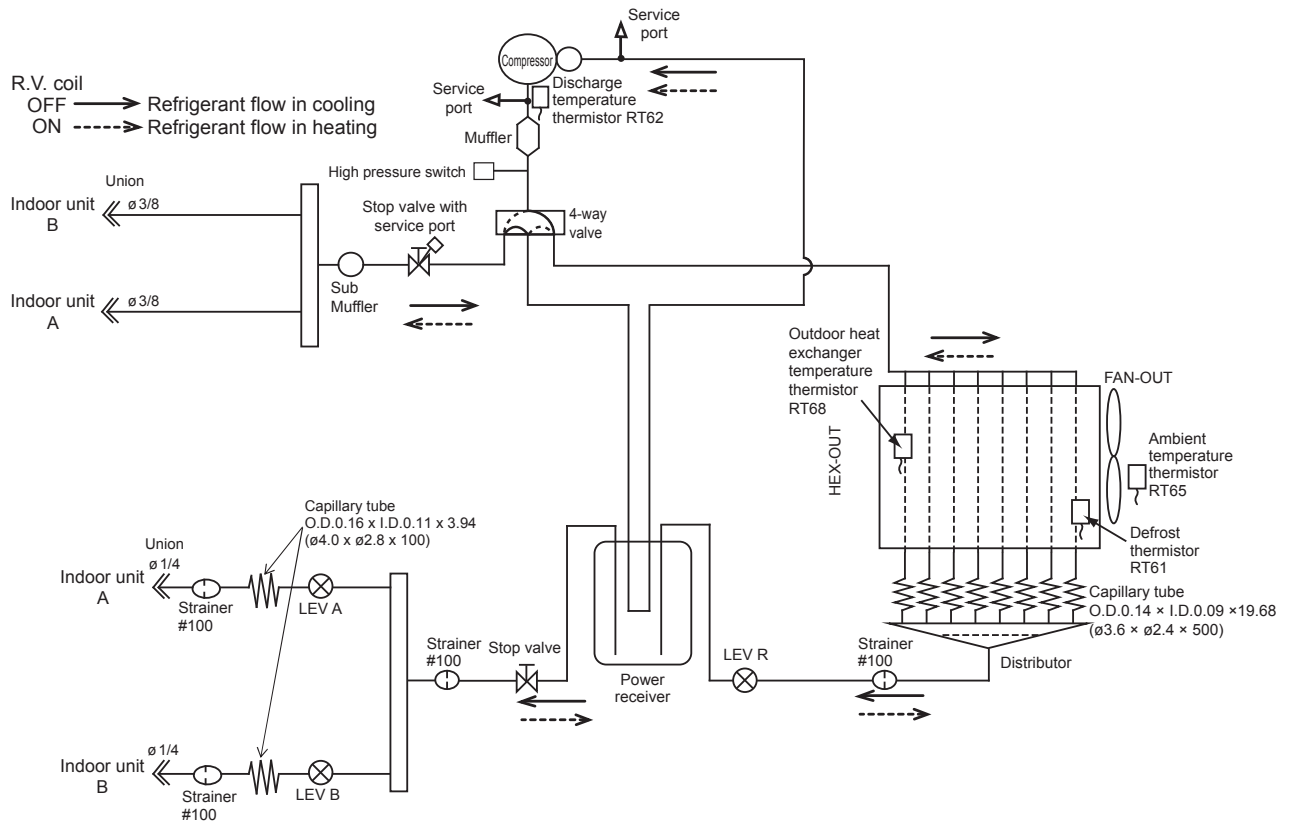 Service
port
Compressor
R.V. coil
OFF Refrigerant flow in cooling
ON Refrigerant flow in heating
Service
port
Discharge
temperature
thermistor RT62
Muffler
High pressure switch
Union
Indoor unit
B
ø 3/8
Stop valve with
service port
4-way
valve
Indoor unit
A
ø 3/8
Sub
Muffler
Outdoor heat
exchanger
temperature
thermistor
RT68
FAN-OUT
HEX-OUT
Ambient
temperature
thermistor
RT65
Defrost
thermistor
RT61
Capillary tube
O.D.0.16 x I.D.0.11 x 3.94
(ø4.0 x ø2.8 x 100)
Union
ø 1/4
Indoor unit
A
Strainer
#100
LEV A
Capillary tube
O.D.0.14 × I.D.0.09 ×19.68
(ø3.6 × ø2.4 × 500)
Strainer
#100
Stop valve
Power
receiver
LEV R
Strainer
#100
Distributor
ø 1/4
Indoor unit
B
Strainer
#100
LEV B